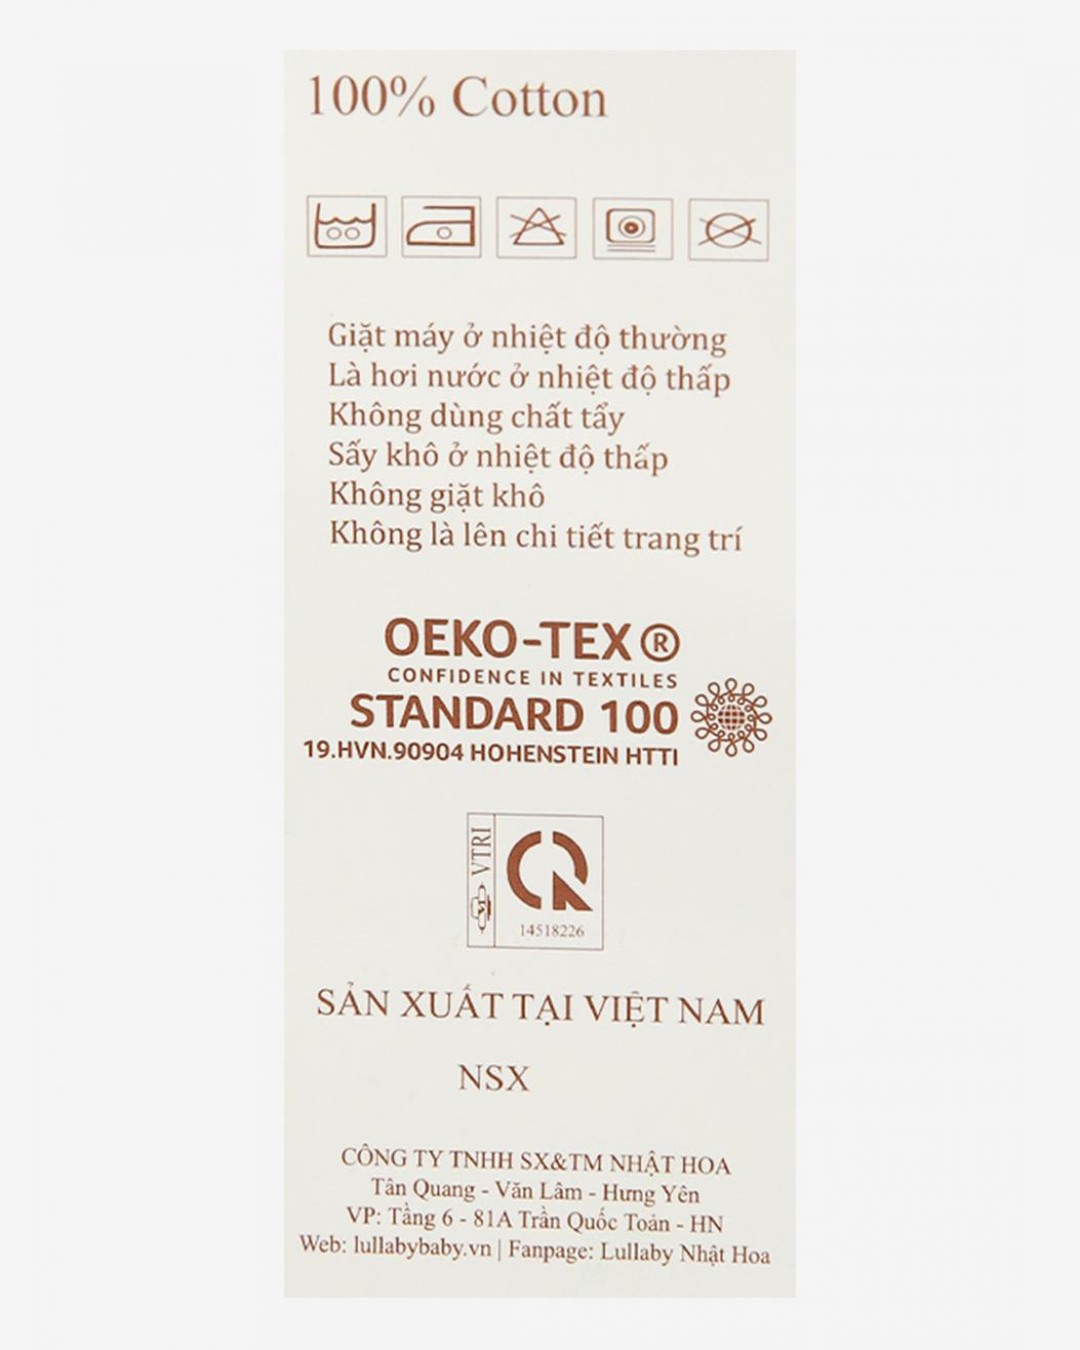 100% Cotton
Giặt máy ở nhiệt độ thường
Là hơi nước ở nhiệt độ thấp
Không dùng chất tẩy
Sấy khô ở nhiệt độ thấp
Không giặt khô
Không là lên chi tiết trang trí
OEKO-TEX®
CONFIDENCE IN TEXTILES
STANDARD 100
19.HVN.90904 HOHENSTEIN HTTI
VTRI
14518226
SẢN XUẤT TẠI VIỆT NAM
NSX
CÔNG TY TNHH SX&TM NHẬT HOA
Tân Quang - Văn Lâm - Hưng Yên
VP: Tầng 6 - 81A Trần Quốc Toản - HN
Web: lullabybaby.vn | Fanpage: Lullaby Nhật Hoa